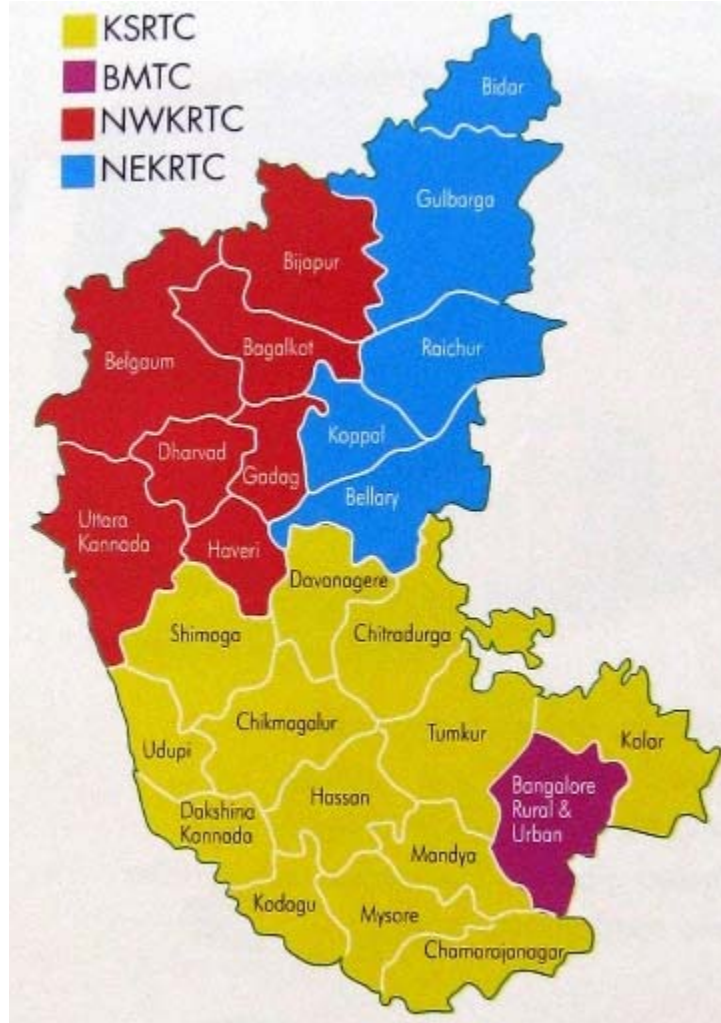 KSRTC
BMTC
NWKRTC
NEKRTC
Bidar
Gulbarga
Bijapur
Bagalkot
Raichur
Belgaum
Koppal
Dharvad
Gadag
Bellary
Uttara
Kannada
Haveri
Davanagere
Shimoga
Chitradurga
Chikmagalur
Tumkur
Kolar
Udupi
Hassan
Bangalore
Rural &
Urban
Dakshina
Kannada
Mandya
Kodagu
Mysore
Chamarajanagar